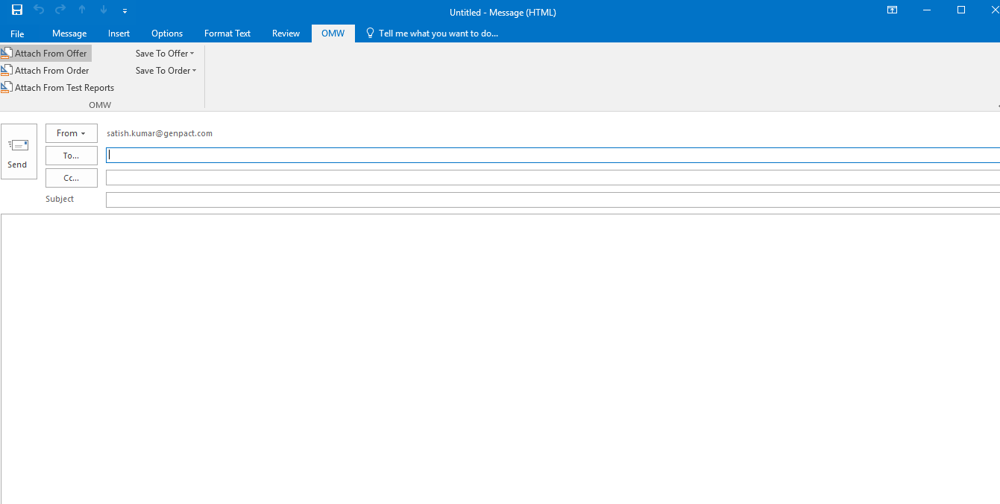 Untitled - Message (HTML)
File Message Insert Options Format Text Review OMW Tell me what you want to do...
Attach From Offer Save To Offer
Attach From Order Save To Order
Attach From Test Reports
OMW
From satish.kumar@genpact.com
Send
To...
Cc...
Subject